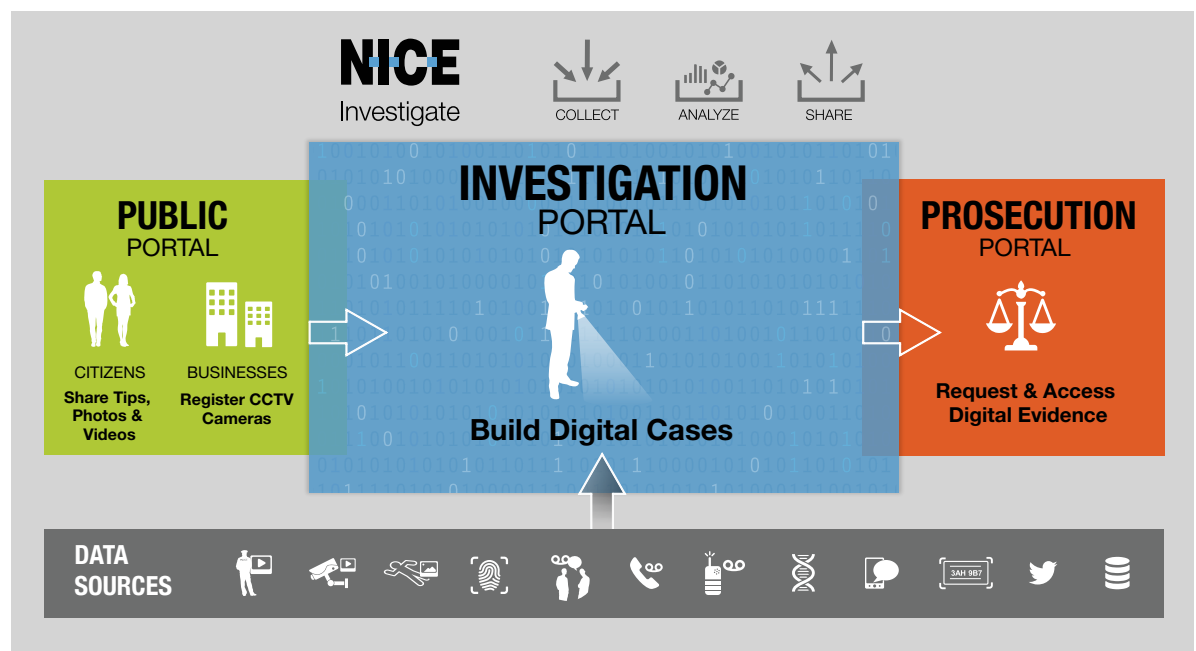 NICE
Investigate
COLLECT
ANALYZE
SHARE
PUBLIC
PORTAL
CITIZENS
Share Tips,
Photos &
Videos
BUSINESSES
Register CCTV
Cameras
INVESTIGATION
PORTAL
Build Digital Cases
PROSECUTION
PORTAL
Request & Access
Digital Evidence
DATA
SOURCES
3AH 9B7